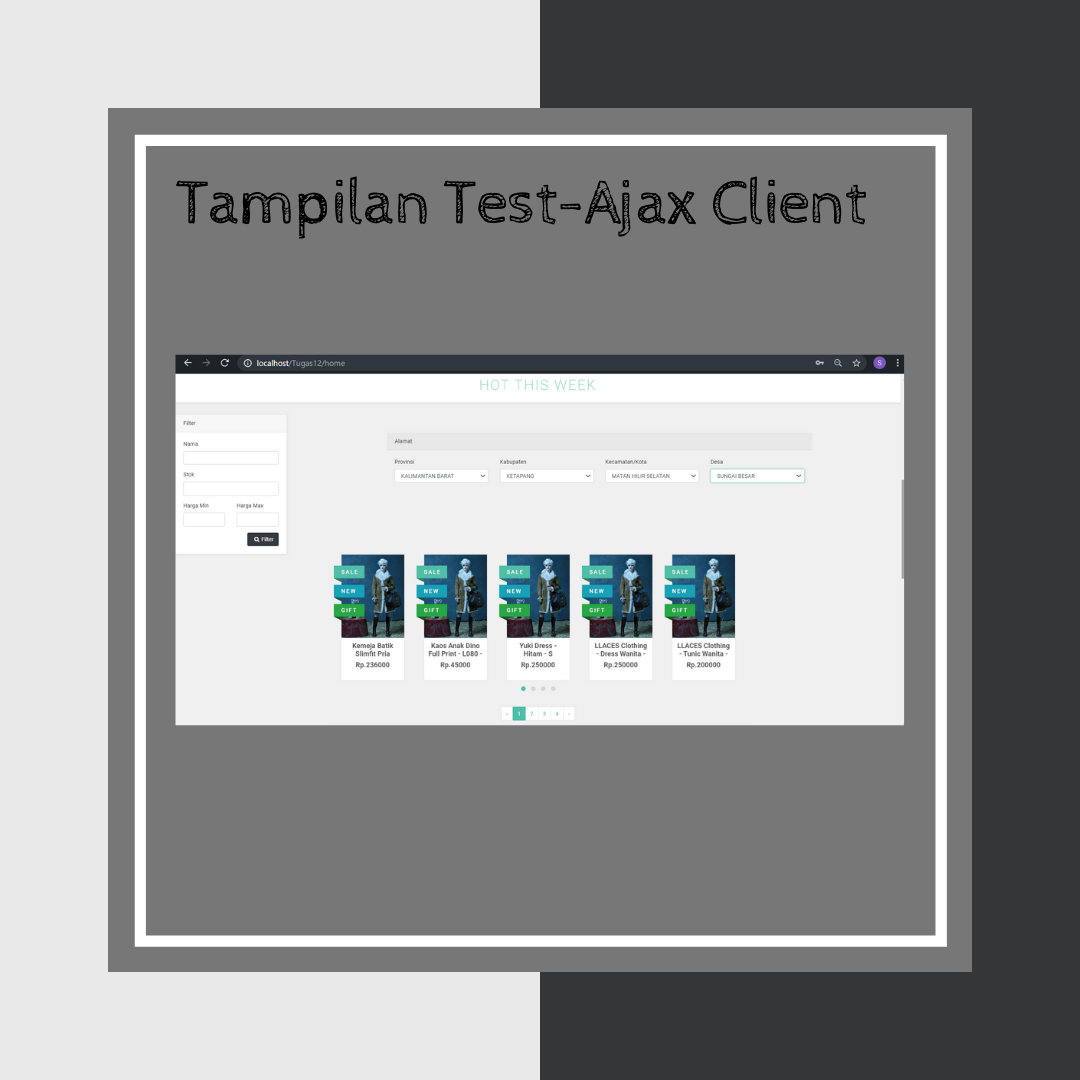 Tampilan Test-Ajax Client
localhost/Tugas12/home
S
HOT THIS WEEK
Filter
Nama
Stok
Harga Min Harga Max
Filter
Alamat
Provinsi Kabupaten Kecamatan/Kota Desa
KALIMANTAN BARAT KETAPANG MATAN HILIR SELATAN SUNGAI BESAR
SALE SALE SALE SALE SALE
NEW NEW NEW NEW NEW
GIFT GIFT GIFT GIFT GIFT
Kemeja Batik Kaos Anak Dino Yuki Dress - LLACES Clothing LLACES Clothing
Slimfit Pria Full Print - L080 - Hitam - S - Dress Wanita - - Tunic Wanita -
Rp.236000 Rp.45000 Rp.250000 Rp.250000 Rp.200000
1 2 3 4